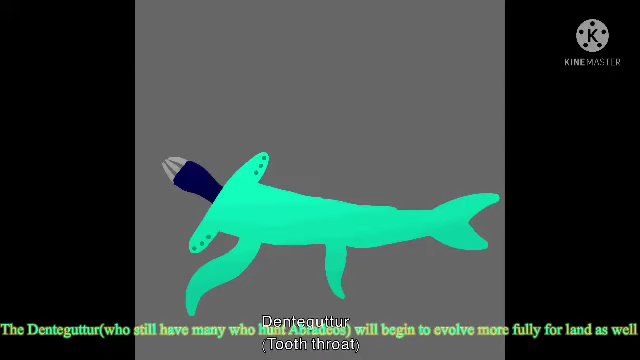 K
KINEMASTER
Denteguttur
The Denteguttur(who still have many who hunt Abradeos) will begin to evolve more fully for land as well
(Tooth throat)